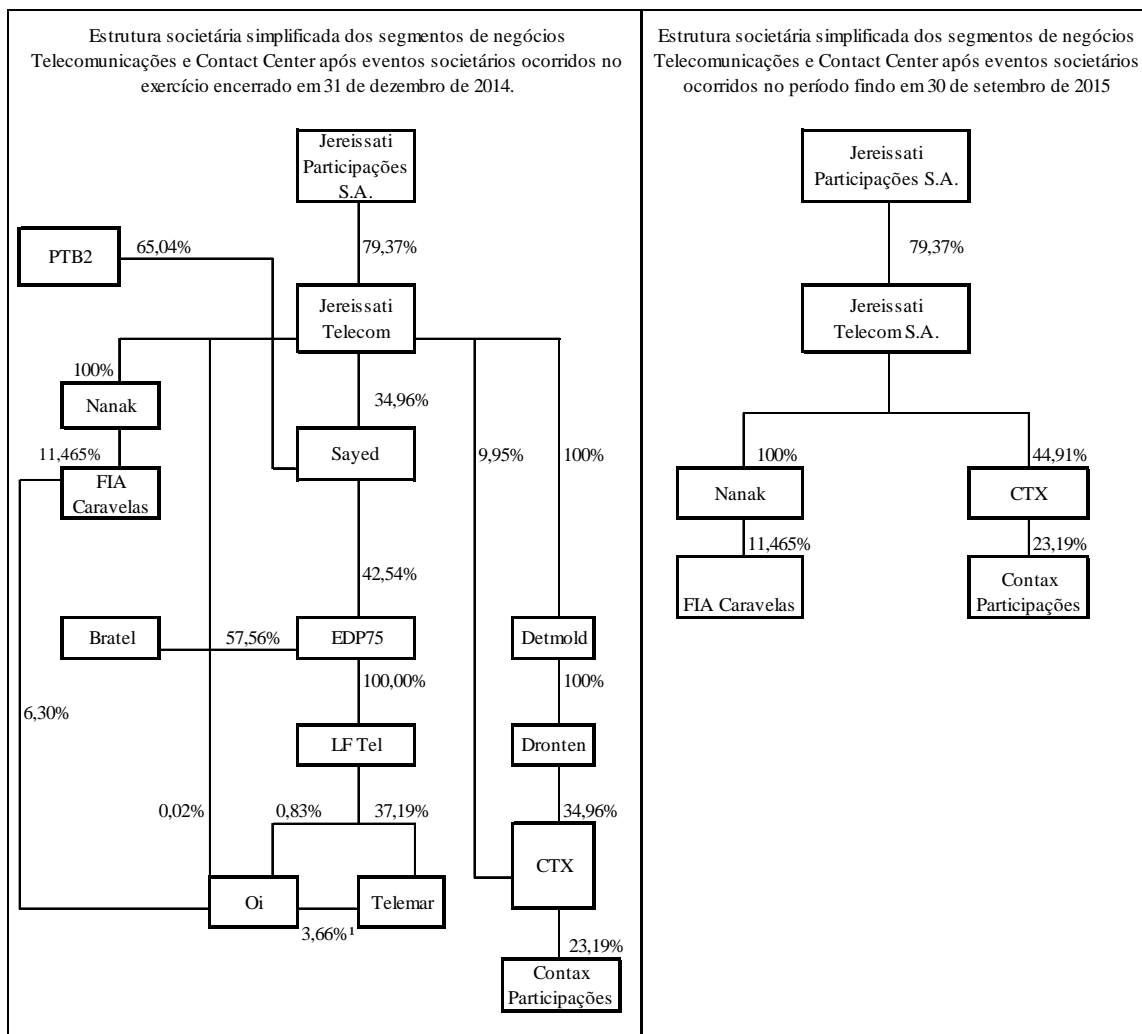 Estrutura societária simplificada dos segmentos de negócios
Telecomunicações e Contact Center após eventos societários ocorridos no
exercício encerrado em 31 de dezembro de 2014.
Jereissati
Participações
S.A.
PTB2
65,04%
79,37%
Jereissati
Telecom
100%
34,96%
9,95%
100%
Nanak
Sayed
11,465%
FIA
Caravelas
42,54%
Bratel
57,56%
EDP75
Detmold
100,00%
100%
6,30%
LF Tel
Dronten
0,02%
0,83%
37,19%
34,96%
CTX
Oi
Telemar
3,66%¹
23,19%
Contax
Participações
Estrutura societária simplificada dos segmentos de negócios
Telecomunicações e Contact Center após eventos societários
ocorridos no período findo em 30 de setembro de 2015
Jereissati
Participações S.A.
79,37%
Jereissati
Telecom S.A.
100%
44,91%
Nanak
CTX
11,465%
23,19%
FIA Caravelas
Contax
Participações